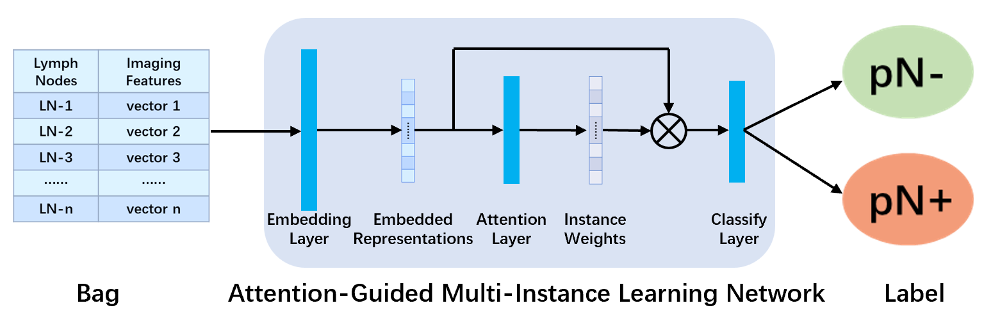 Lymph Nodes
Imaging Features
LN-1 vector 1
LN-2 vector 2
LN-3 vector 3
...... ......
LN-n vector n
Embedding Layer
Embedded Representations
Attention Layer
Instance Weights
Classify Layer
pN-
pN+
Bag
Attention-Guided Multi-Instance Learning Network
Label